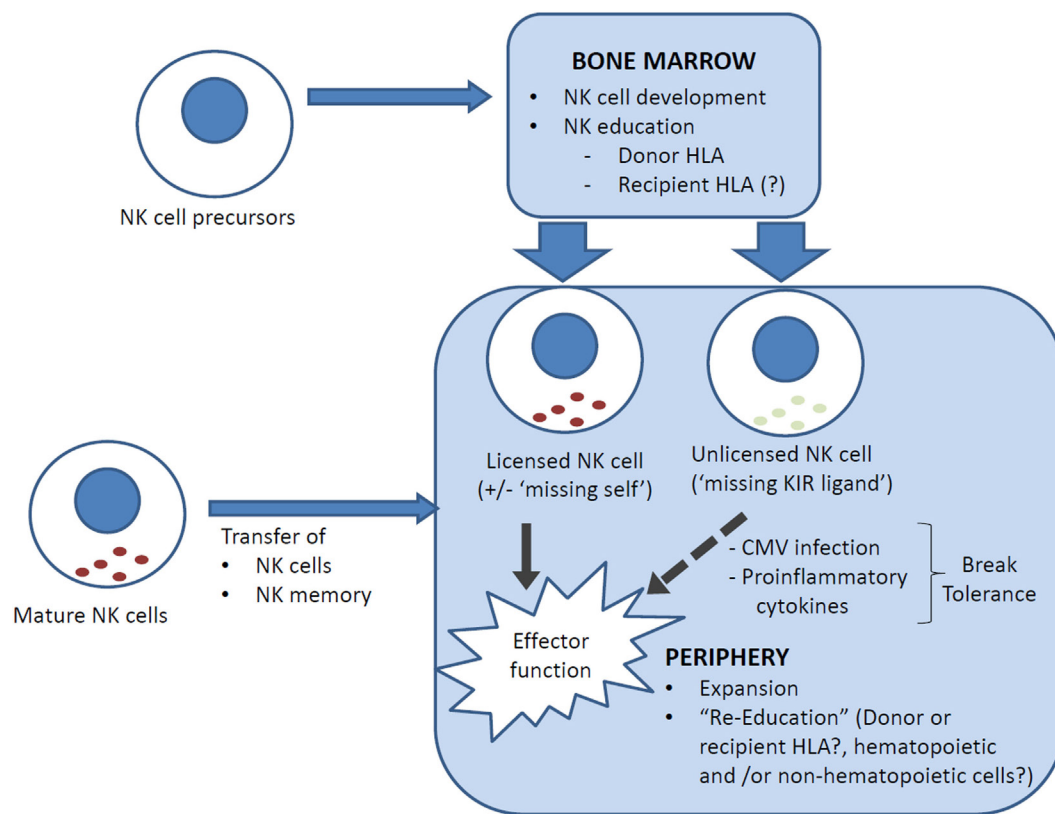 BONE MARROW
• NK cell development
• NK education
- Donor HLA
- Recipient HLA (?)
NK cell precursors
Licensed NK cell
(+/- ‘missing self’)
Unlicensed NK cell
(‘missing KIR ligand’)
Transfer of
• NK cells
• NK memory
Mature NK cells
- CMV infection
- Proinflammatory
cytokines
Break
Tolerance
Effector
function
PERIPHERY
• Expansion
• “Re-Education” (Donor or
recipient HLA?, hematopoietic
and /or non-hematopoietic cells?)